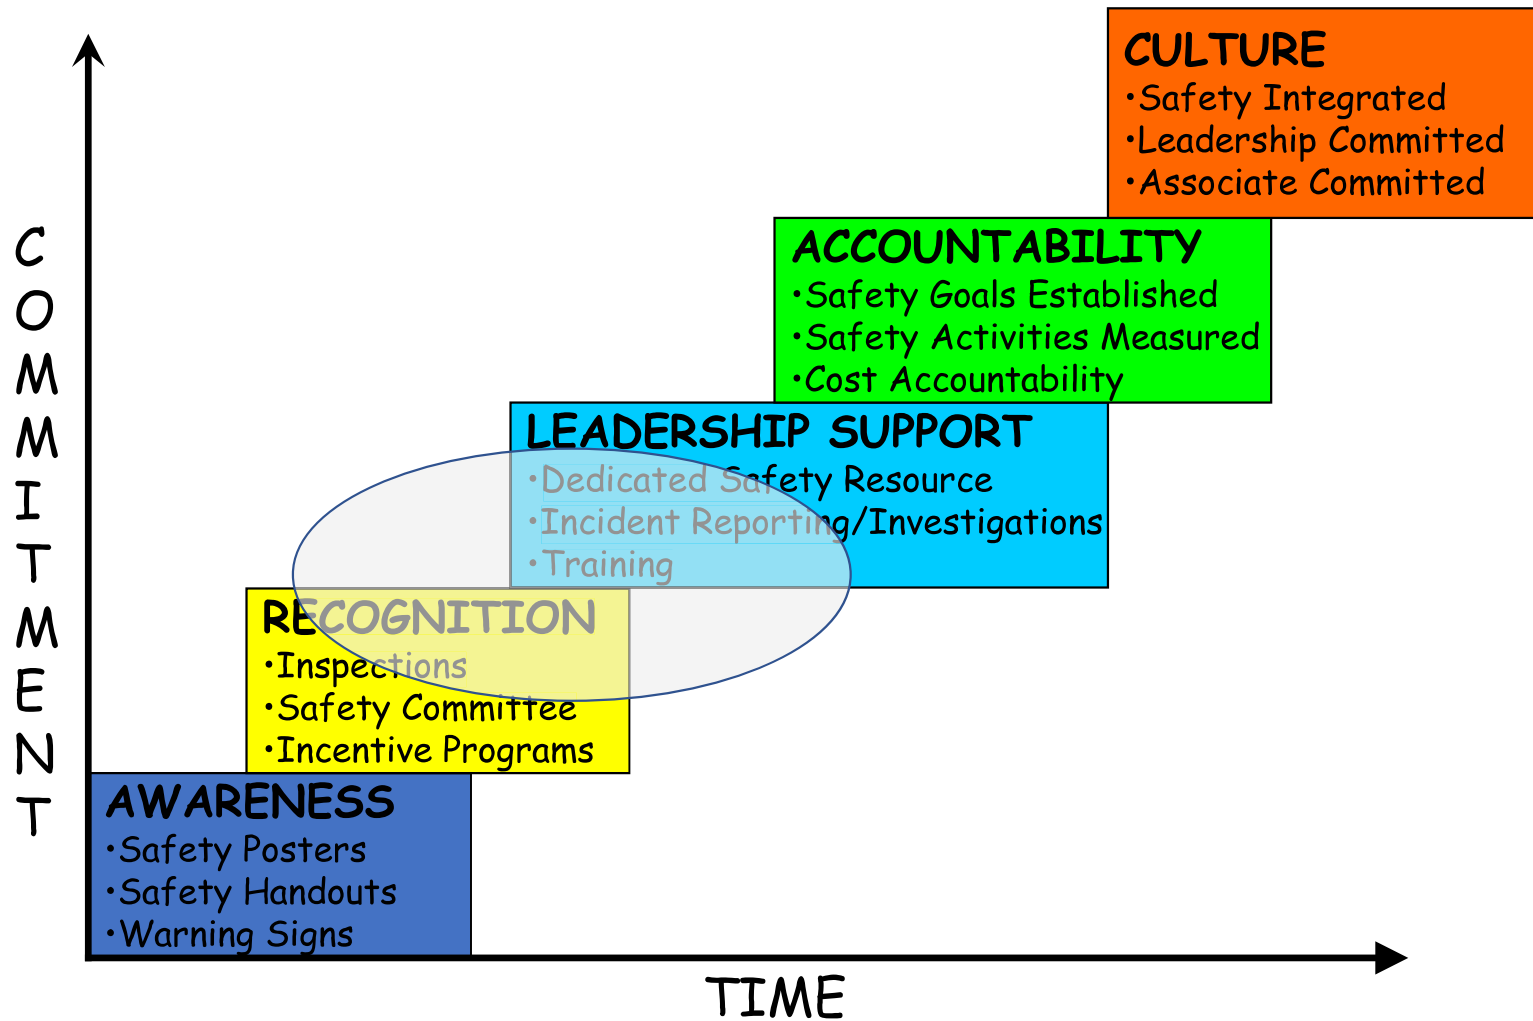 CULTURE
•Safety Integrated
•Leadership Committed
•Associate Committed
ACCOUNTABILITY
•Safety Goals Established
•Safety Activities Measured
•Cost Accountability
LEADERSHIP SUPPORT
•Dedicated Safety Resource
•Incident Reporting/Investigations
•Training
RECOGNITION
•Inspections
•Safety Committee
•Incentive Programs
AWARENESS
•Safety Posters
•Safety Handouts
•Warning Signs
COMMITMENT
TIME